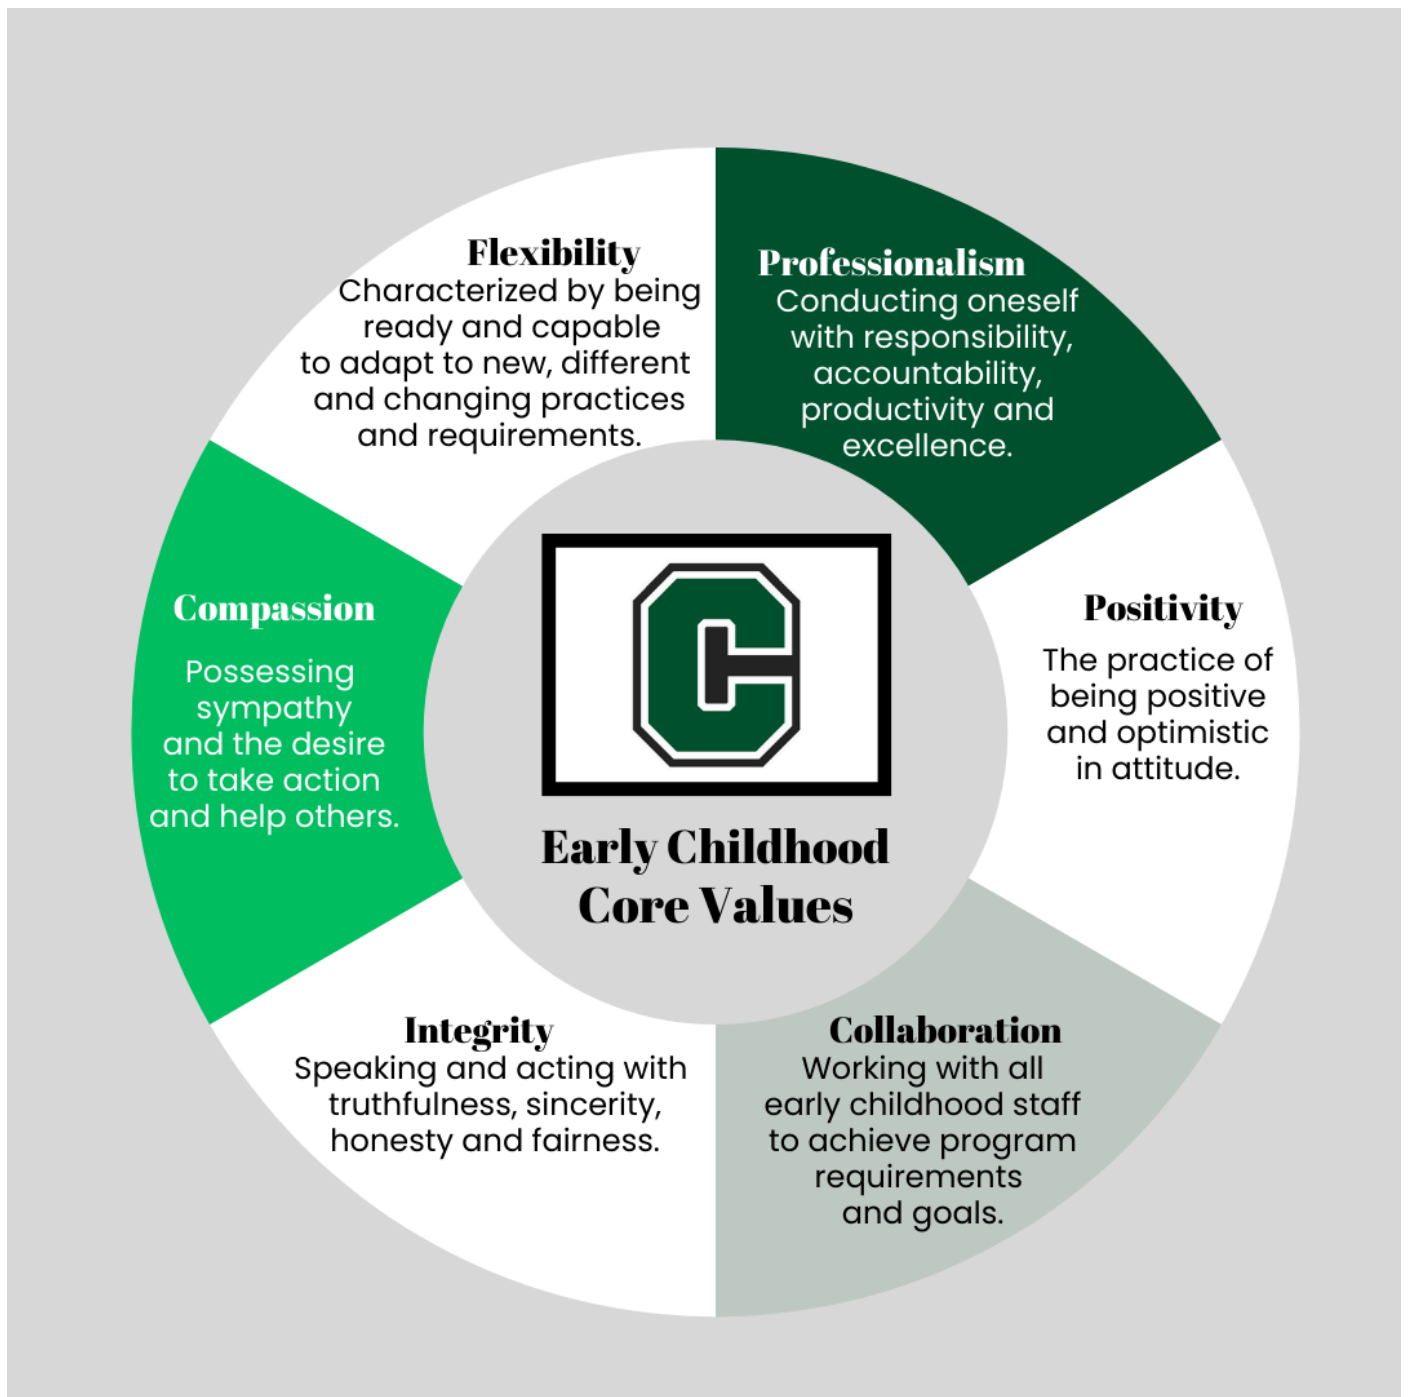 Flexibility
Characterized by being
ready and capable
to adapt to new, different
and changing practices
and requirements.
Professionalism
Conducting oneself
with responsibility,
accountability,
productivity and
excellence.
Compassion
Possessing
sympathy
and the desire
to take action
and help others.
C
Early Childhood
Core Values
Positivity
The practice of
being positive
and optimistic
in attitude.
Integrity
Speaking and acting with
truthfulness, sincerity,
honesty and fairness.
Collaboration
Working with all
early childhood staff
to achieve program
requirements
and goals.